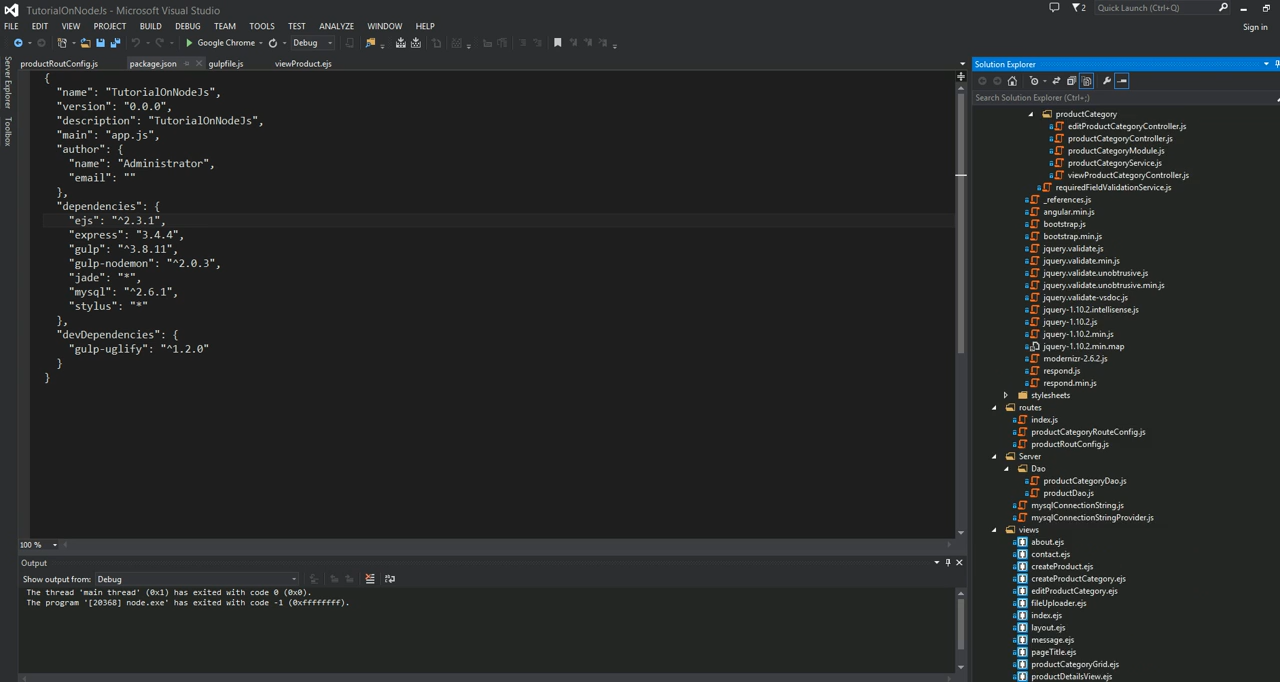 TutorialOnNodeJs - Microsoft Visual Studio
2
Quick Launch (Ctrl+Q)
FILE EDIT VIEW PROJECT BUILD DEBUG TEAM TOOLS TEST ANALYZE WINDOW HELP
Sign in
Google Chrome Debug
productRoutConfig.js package.json gulpfile.js viewProduct.ejs
Server Explorer
Toolbox
{
"name": "TutorialOnNodeJs",
"version": "0.0.0",
"description": "TutorialOnNodeJs",
"main": "app.js",
"author": {
"name": "Administrator",
"email": ""
},
"dependencies": {
"ejs": "^2.3.1",
"express": "3.4.4",
"gulp": "^3.8.11",
"gulp-nodemon": "^2.0.3",
"jade": "*",
"mysql": "^2.6.1",
"stylus": "*"
},
"devDependencies": {
"gulp-uglify": "^1.2.0"
}
}
100 %
Output
Show output from: Debug
The thread 'main thread' (0x1) has exited with code 0 (0x0).
The program '[20368] node.exe' has exited with code -1 (0xffffffff).
Solution Explorer
Search Solution Explorer (Ctrl+;)
productCategory
editProductCategoryController.js
productCategoryController.js
productCategoryModule.js
productCategoryService.js
viewProductCategoryController.js
requiredFieldValidationService.js
_references.js
angular.min.js
bootstrap.js
bootstrap.min.js
jquery.validate.js
jquery.validate.min.js
jquery.validate.unobtrusive.js
jquery.validate.unobtrusive.min.js
jquery.validate-vsdoc.js
jquery-1.10.2.intellisense.js
jquery-1.10.2.js
jquery-1.10.2.min.js
jquery-1.10.2.min.map
modernizr-2.6.2.js
respond.js
respond.min.js
stylesheets
routes
index.js
productCategoryRouteConfig.js
productRoutConfig.js
Server
Dao
productCategoryDao.js
productDao.js
mysqlConnectionString.js
mysqlConnectionStringProvider.js
views
about.ejs
contact.ejs
createProduct.ejs
createProductCategory.ejs
editProductCategory.ejs
fileUploader.ejs
index.ejs
layout.ejs
message.ejs
pageTitle.ejs
productCategoryGrid.ejs
productDetailsView.ejs